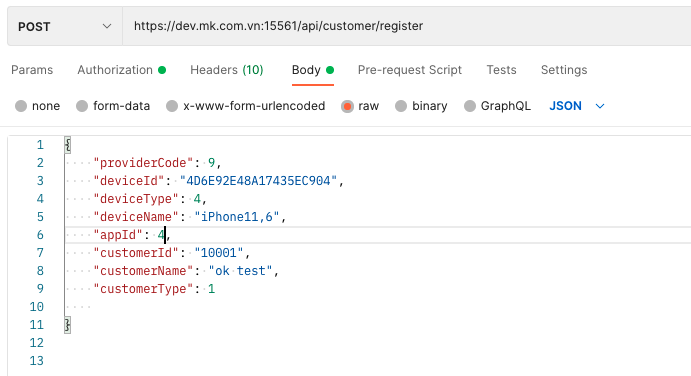 POST https://dev.mk.com.vn:15561/api/customer/register
Params Authorization Headers (10) Body Pre-request Script Tests Settings
none form-data x-www-form-urlencoded raw binary GraphQL JSON
1 {
2 "providerCode": 9,
3 "deviceId": "4D6E92E48A17435EC904",
4 "deviceType": 4,
5 "deviceName": "iPhone11,6",
6 "appId": 4,
7 "customerId": "10001",
8 "customerName": "ok test",
9 "customerType": 1
10
11 }
12
13